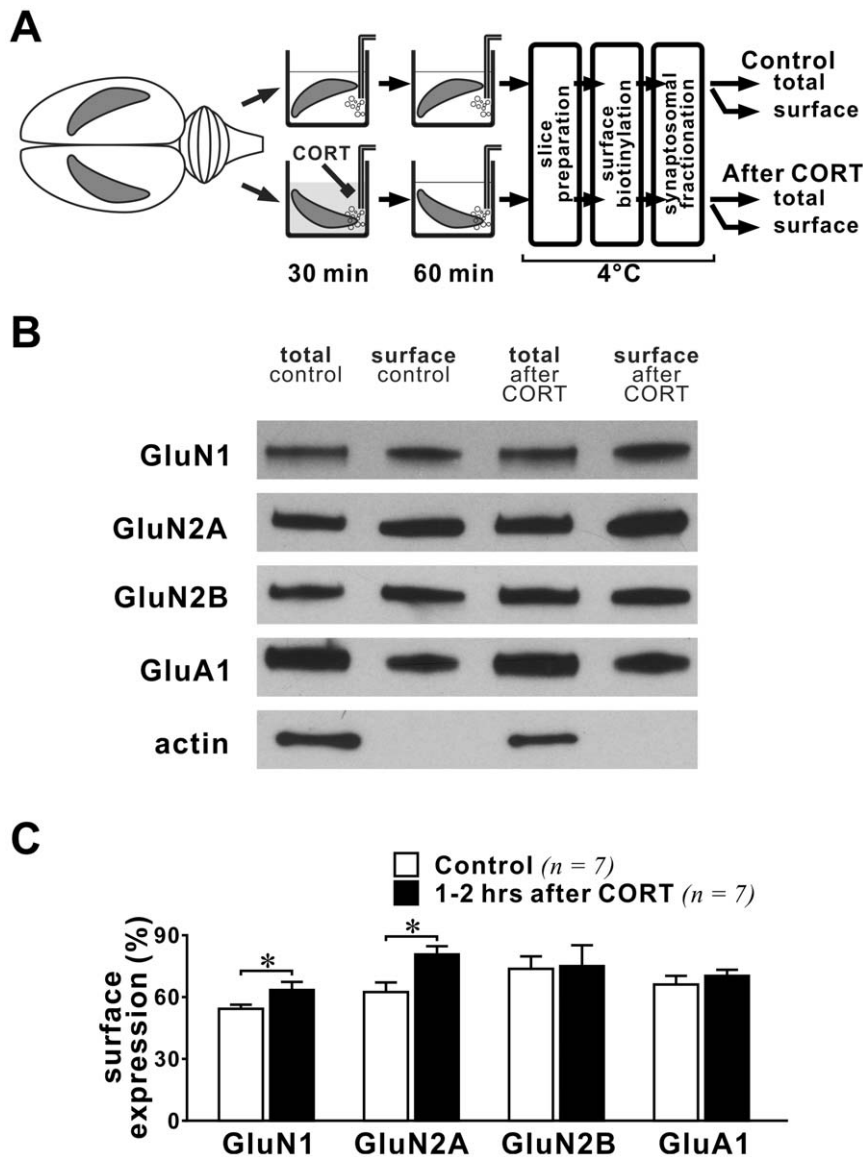 A
CORT
30 min
60 min
slice
preparation
surface
biotinylation
synaptosomal
fractionation
4°C
Control
total
surface
After CORT
total
surface
B
total
control
surface
control
total
after
CORT
surface
after
CORT
GluN1
GluN2A
GluN2B
GluA1
actin
C
Control (n = 7)
1-2 hrs after CORT (n = 7)
surface
expression (%)
90
60
30
0
*
*
GluN1
GluN2A
GluN2B
GluA1